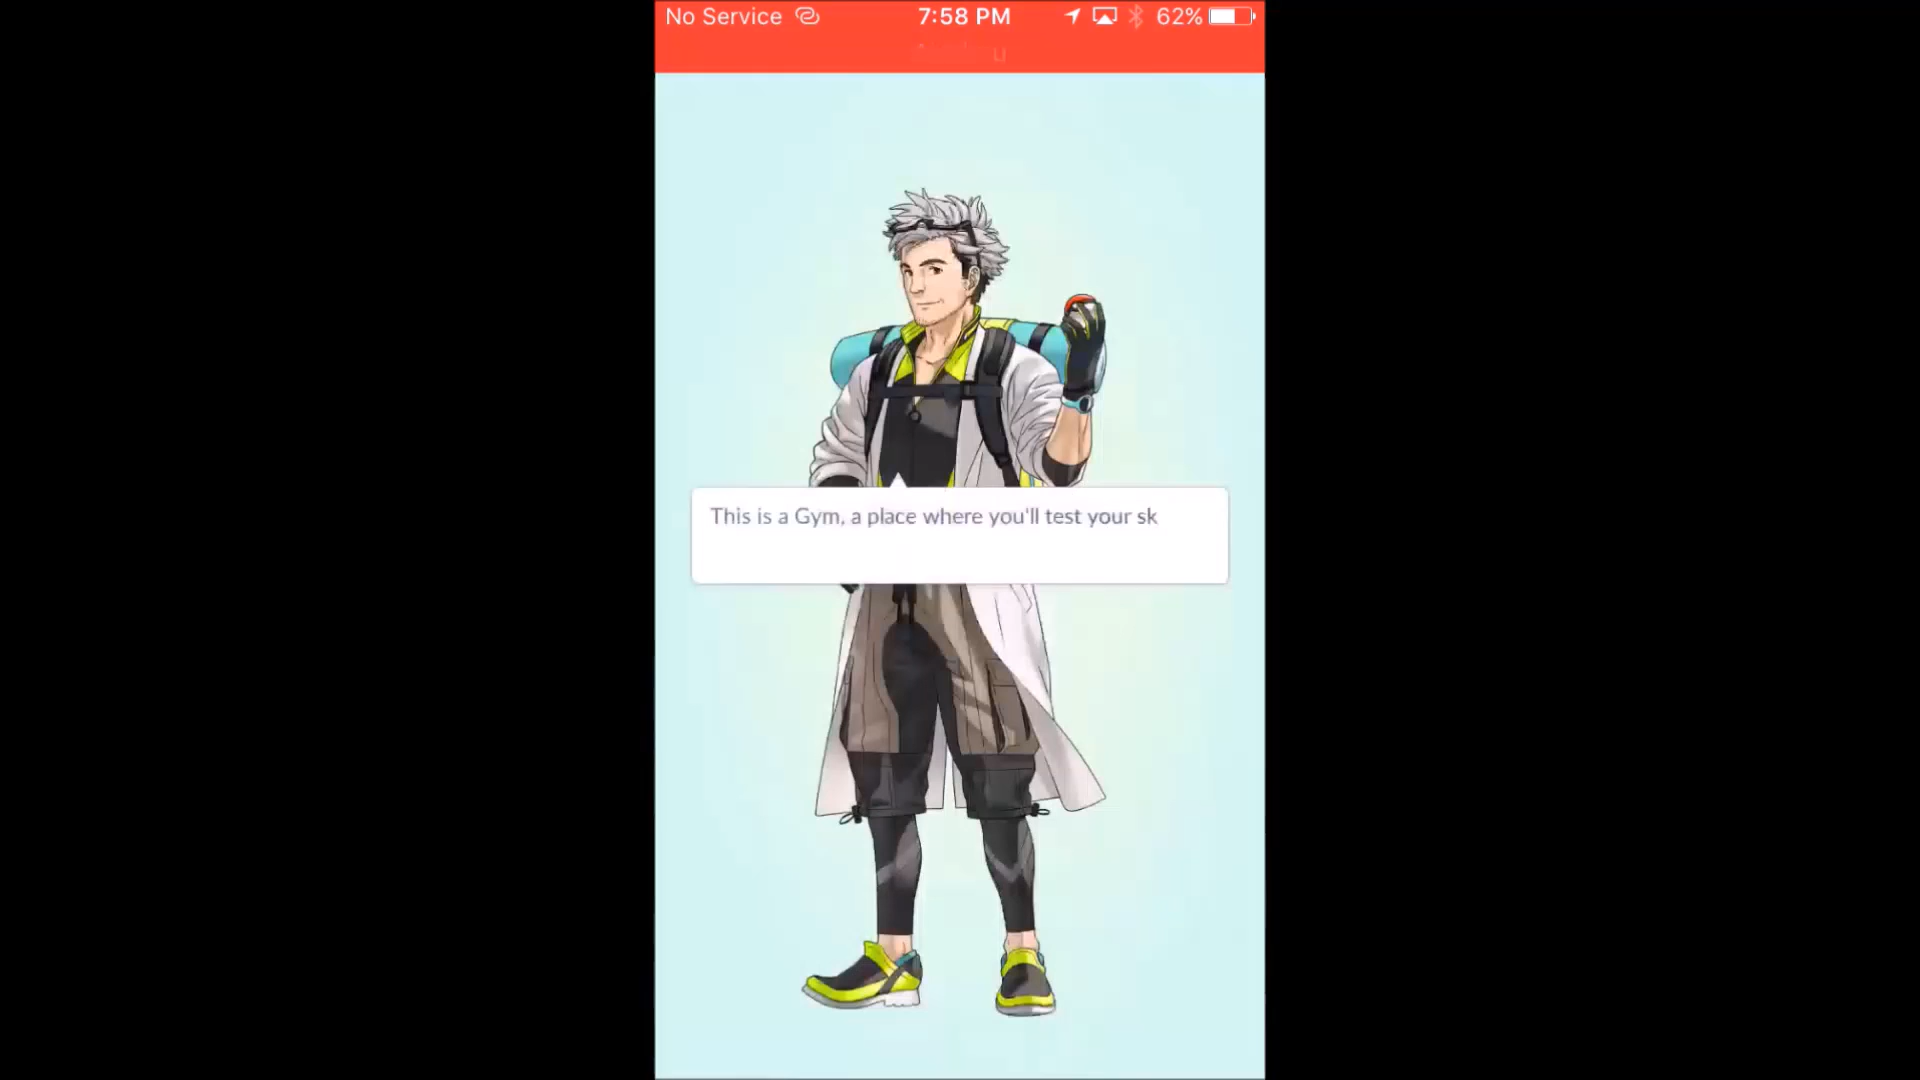 No Service 7:58 PM 62%
This is a Gym, a place where you'll test your sk